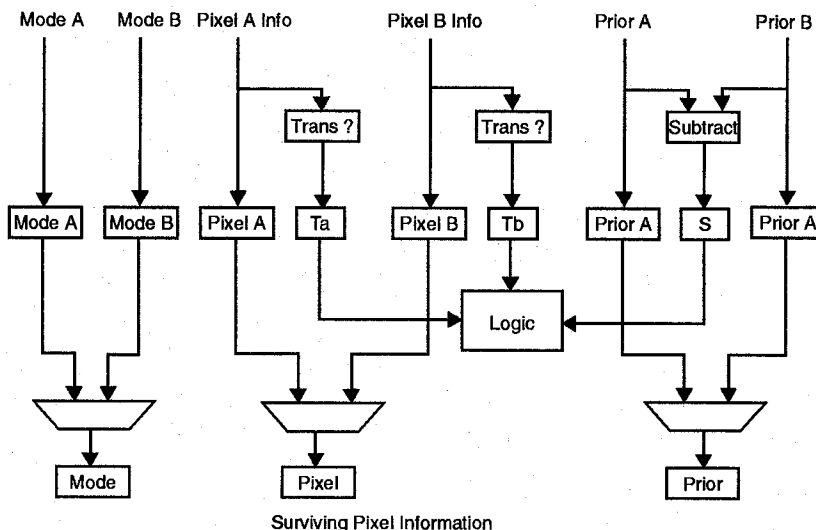 Mode A Mode B Pixel A Info Pixel B Info Prior A Prior B
Trans ? Trans ? Subtract
Mode A Mode B Pixel A Ta Pixel B Tb Prior A S Prior A
Logic
Mode Pixel Prior
Surviving Pixel Information